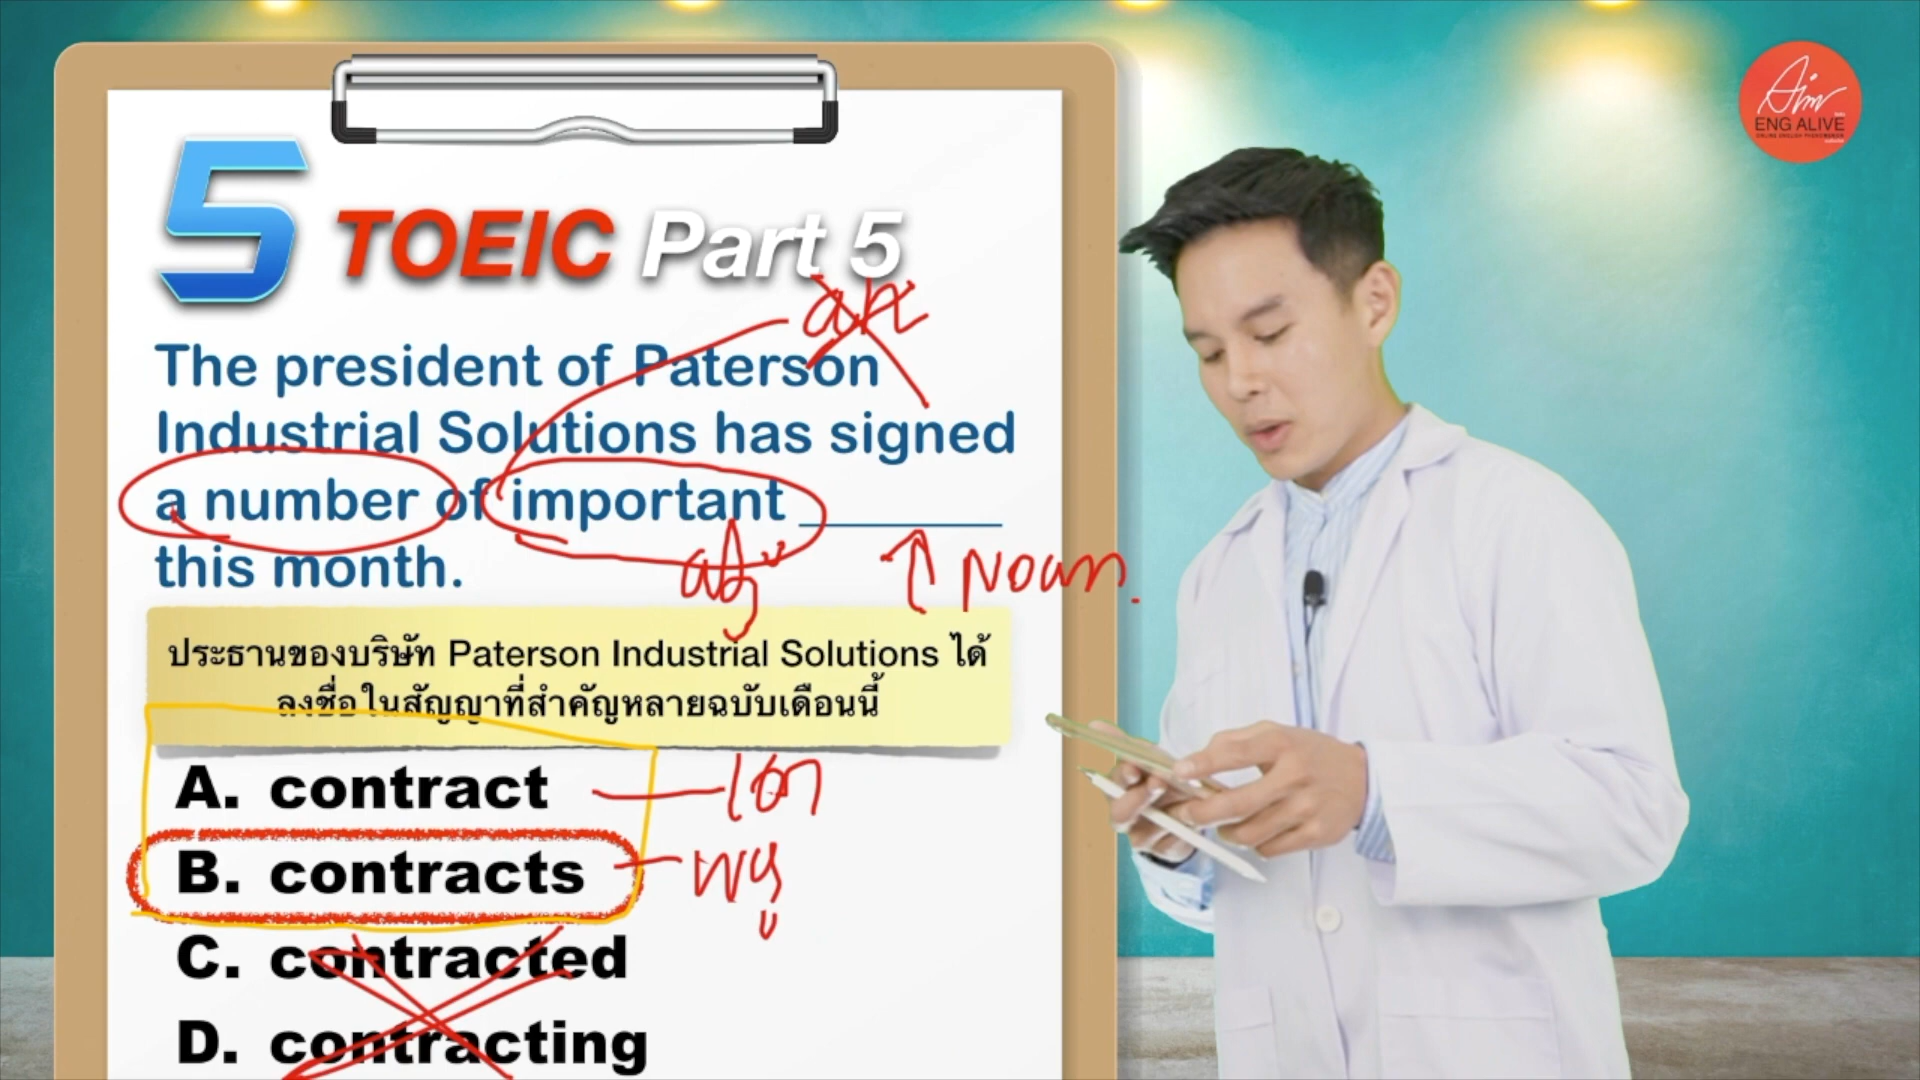 Aim
ENG ALIVE
5 TOEIC Part 5
The president of Paterson
Industrial Solutions has signed
a number of important ________
this month.
adj
Noun.
ประธานของบริษัท Paterson Industrial Solutions ได้
ลงชื่อในสัญญาที่สำคัญหลายฉบับเดือนนี้
A. contract
B. contracts
C. contracted
D. contracting